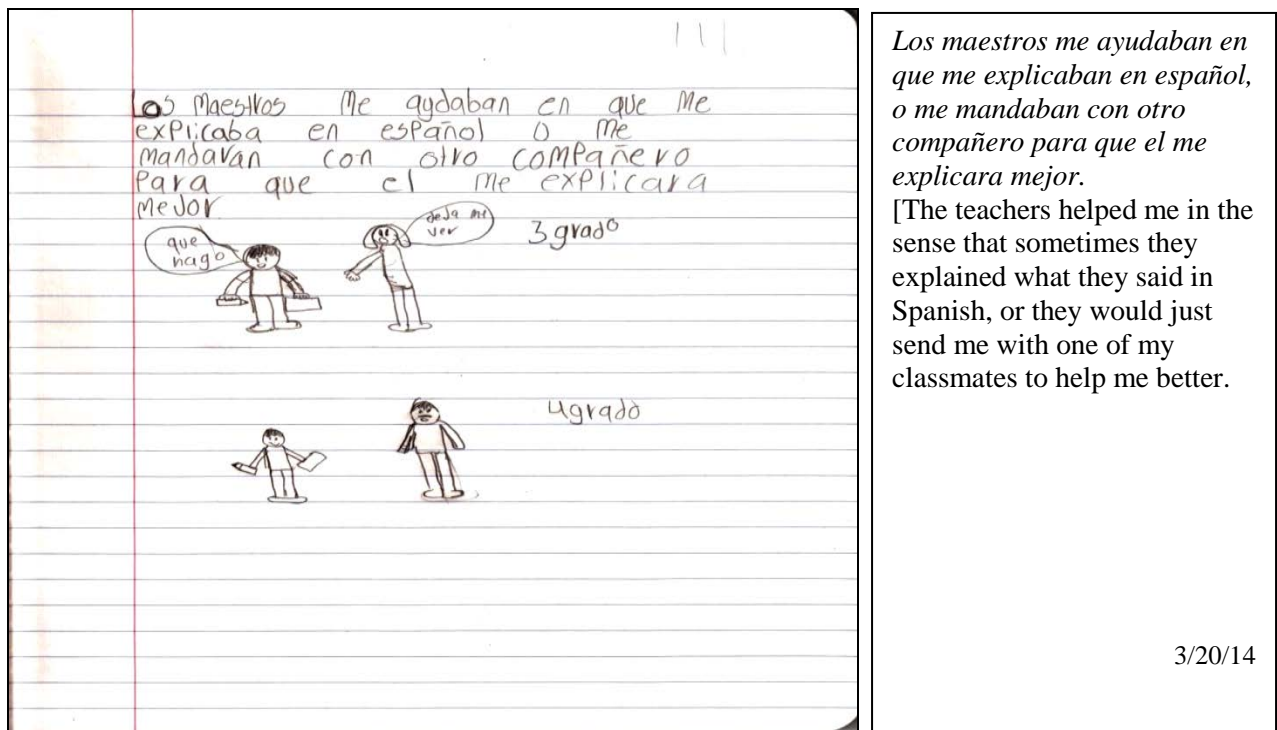 111
Los Maestros Me aydaban en que Me
explicaba en español o me
mandavan con otro compañero
Para que el me explicara
Mejor
que hago
deja me ver
3 grado
4 grado
Los maestros me ayudaban en
que me explicaban en español,
o me mandaban con otro
compañero para que el me
explicara mejor.
[The teachers helped me in the
sense that sometimes they
explained what they said in
Spanish, or they would just
send me with one of my
classmates to help me better.
3/20/14